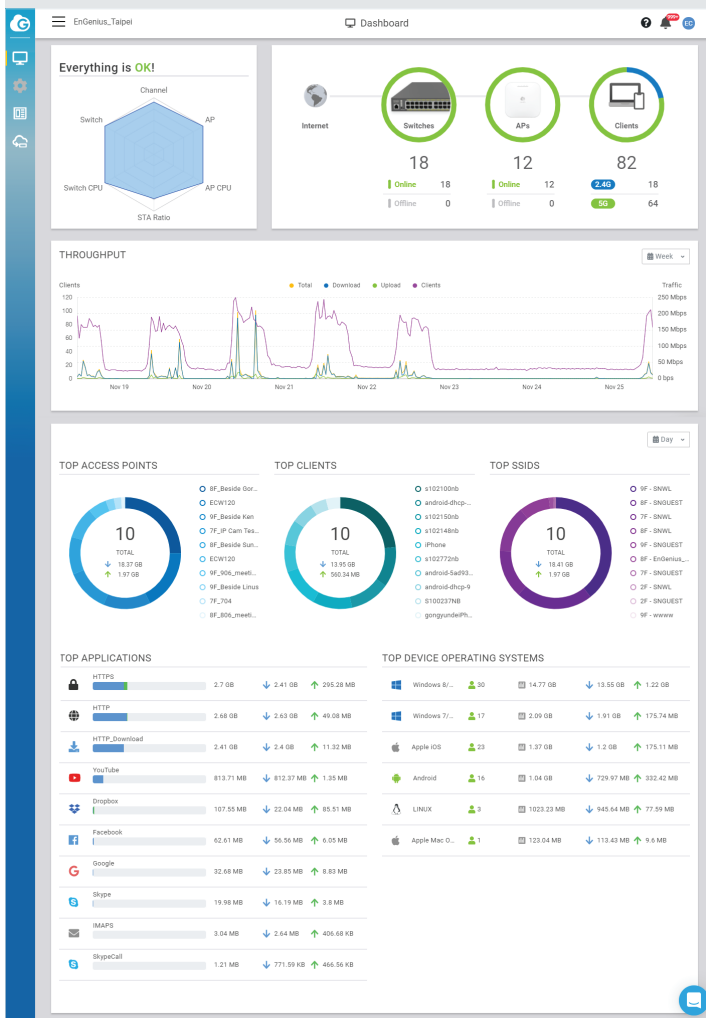 EnGenius_Taipei
Dashboard
999+
EC
Everything is OK!
Channel
Switch
AP
Switch CPU
AP CPU
STA Ratio
Internet
Switches
APs
Clients
18
12
82
Online 18
Online 12
2.4G 18
Offline 0
Offline 0
5G 64
THROUGHPUT
Week
Clients
Total
Download
Upload
Clients
Traffic
120
100
80
60
40
20
0
250 Mbps
200 Mbps
150 Mbps
100 Mbps
50 Mbps
0 bps
Nov 19
Nov 20
Nov 21
Nov 22
Nov 23
Nov 24
Nov 25
Day
TOP ACCESS POINTS
10
TOTAL
18.37 GB
1.97 GB
8F_Beside Gor...
ECW120
9F_Beside Ken
7F_IP Cam Tes...
8F_Beside Sun...
ECW120
9F_906_meeti...
9F_Beside Linus
7F_704
8F_806_meeti...
TOP CLIENTS
10
TOTAL
13.95 GB
560.34 MB
s102100nb
android-dhcp-...
s102150nb
s102148nb
iPhone
s102772nb
android-5ad93...
android-dhcp-9
S100237NB
gongyundeiPh...
TOP SSIDS
10
TOTAL
18.41 GB
1.97 GB
9F - SNWL
8F - SNGUEST
7F - SNWL
8F - SNWL
9F - SNGUEST
8F - EnGenius_...
7F - SNGUEST
2F - SNWL
2F - SNGUEST
9F - wwww
TOP APPLICATIONS
HTTPS
2.7 GB 2.41 GB 295.28 MB
HTTP
2.68 GB 2.63 GB 49.08 MB
HTTP_Download
2.41 GB 2.4 GB 11.32 MB
YouTube
813.71 MB 812.37 MB 1.35 MB
Dropbox
107.55 MB 22.04 MB 85.51 MB
Facebook
62.61 MB 56.56 MB 6.05 MB
Google
32.68 MB 23.85 MB 8.83 MB
Skype
19.98 MB 16.19 MB 3.8 MB
IMAPS
3.04 MB 2.64 MB 406.68 KB
SkypeCall
1.21 MB 771.59 KB 466.56 KB
TOP DEVICE OPERATING SYSTEMS
Windows 8/... 30 14.77 GB 13.55 GB 1.22 GB
Windows 7/... 17 2.09 GB 1.91 GB 175.74 MB
Apple iOS 23 1.37 GB 1.2 GB 175.11 MB
Android 16 1.04 GB 729.97 MB 332.42 MB
LINUX 3 1023.23 MB 945.64 MB 77.59 MB
Apple Mac O... 1 123.04 MB 113.43 MB 9.6 MB